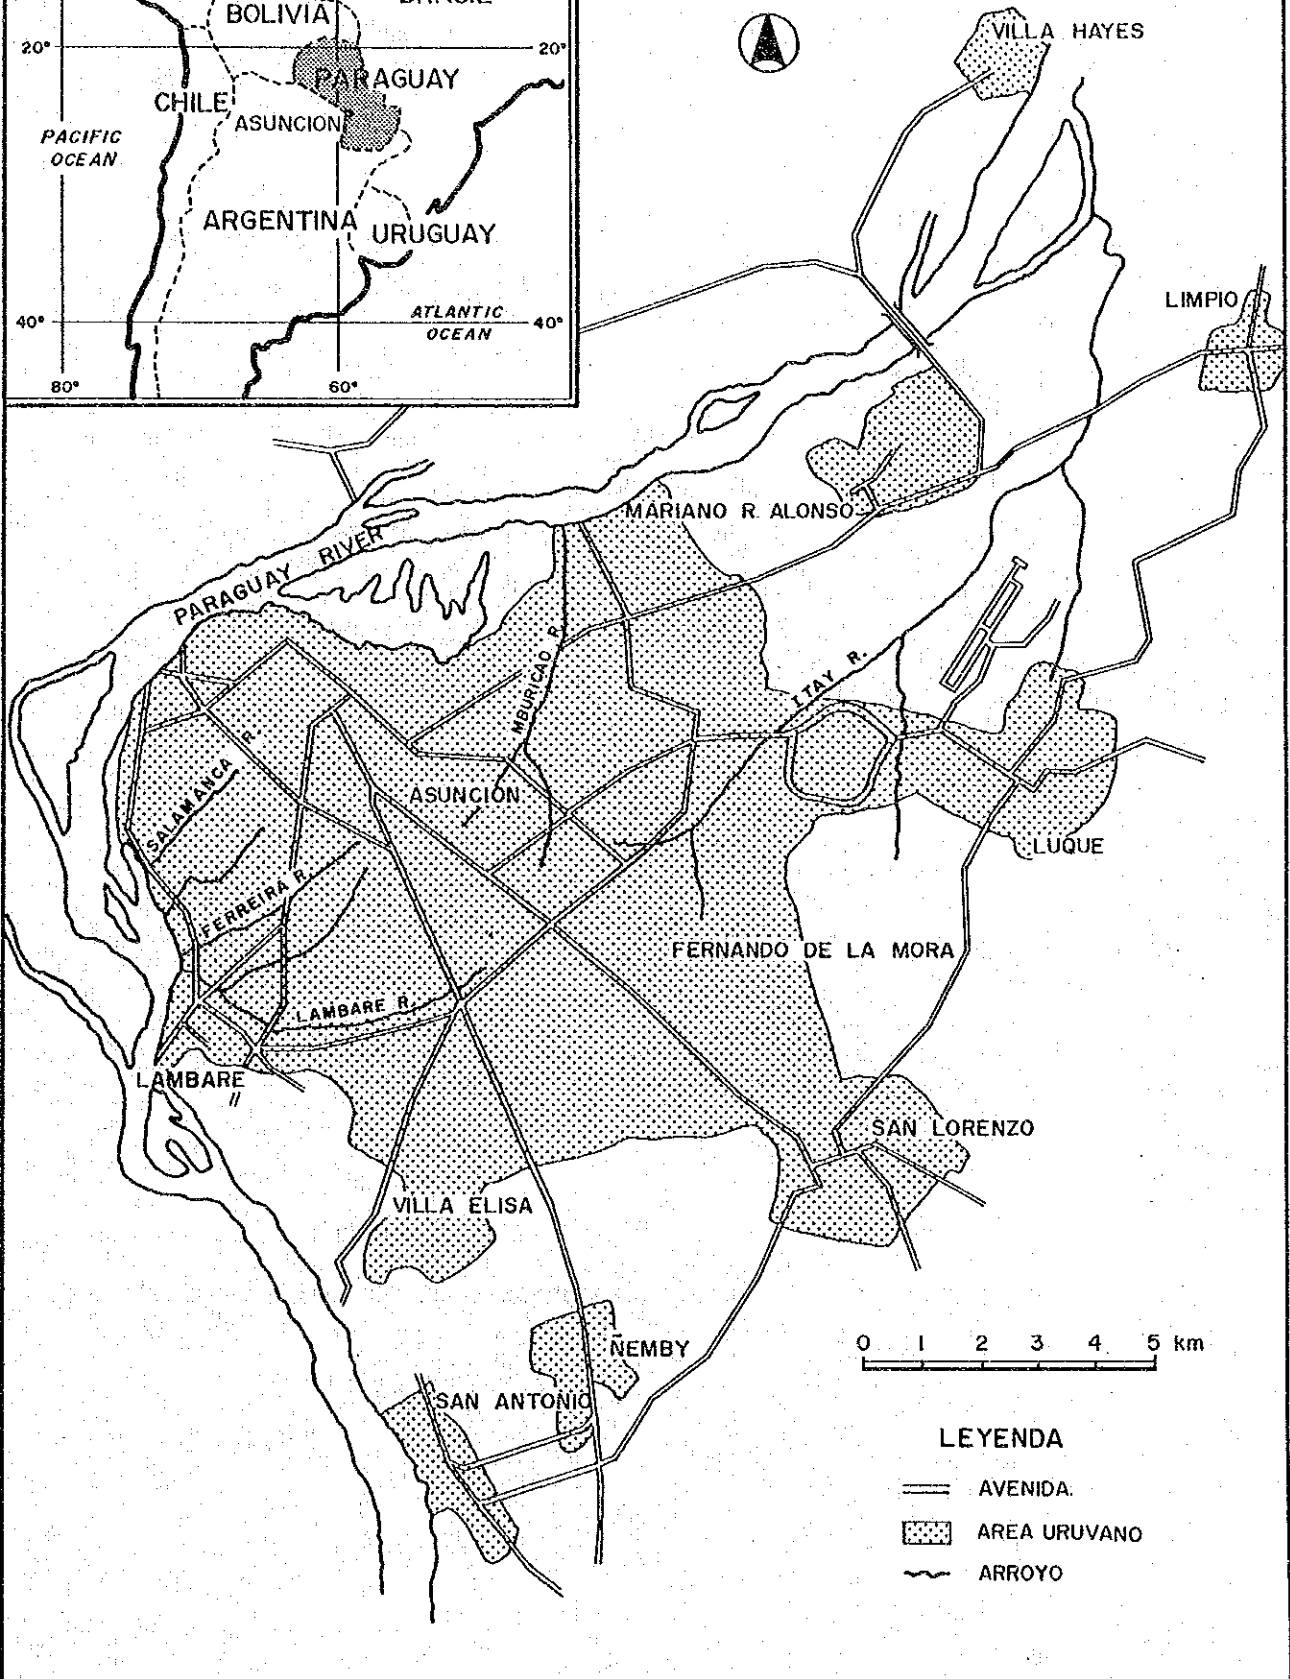 BOLIVIA
20°
20°
PARAGUAY
CHILE
ASUNCION
PACIFIC
OCEAN
ARGENTINA
URUGUAY
ATLANTIC
OCEAN
40°
40°
80°
60°
VILLA HAYES
LIMPIO
MARIANO R. ALONSO
PARAGUAY RIVER
MBURICAO R.
ITAY R.
SALAMANCA R.
ASUNCION
LUQUE
FERREIRA R.
FERNANDO DE LA MORA
LAMBARE R.
LAMBARE
SAN LORENZO
VILLA ELISA
ÑEMBY
SAN ANTONIO
0 1 2 3 4 5 km
LEYENDA
AVENIDA.
AREA URUVANO
ARROYO